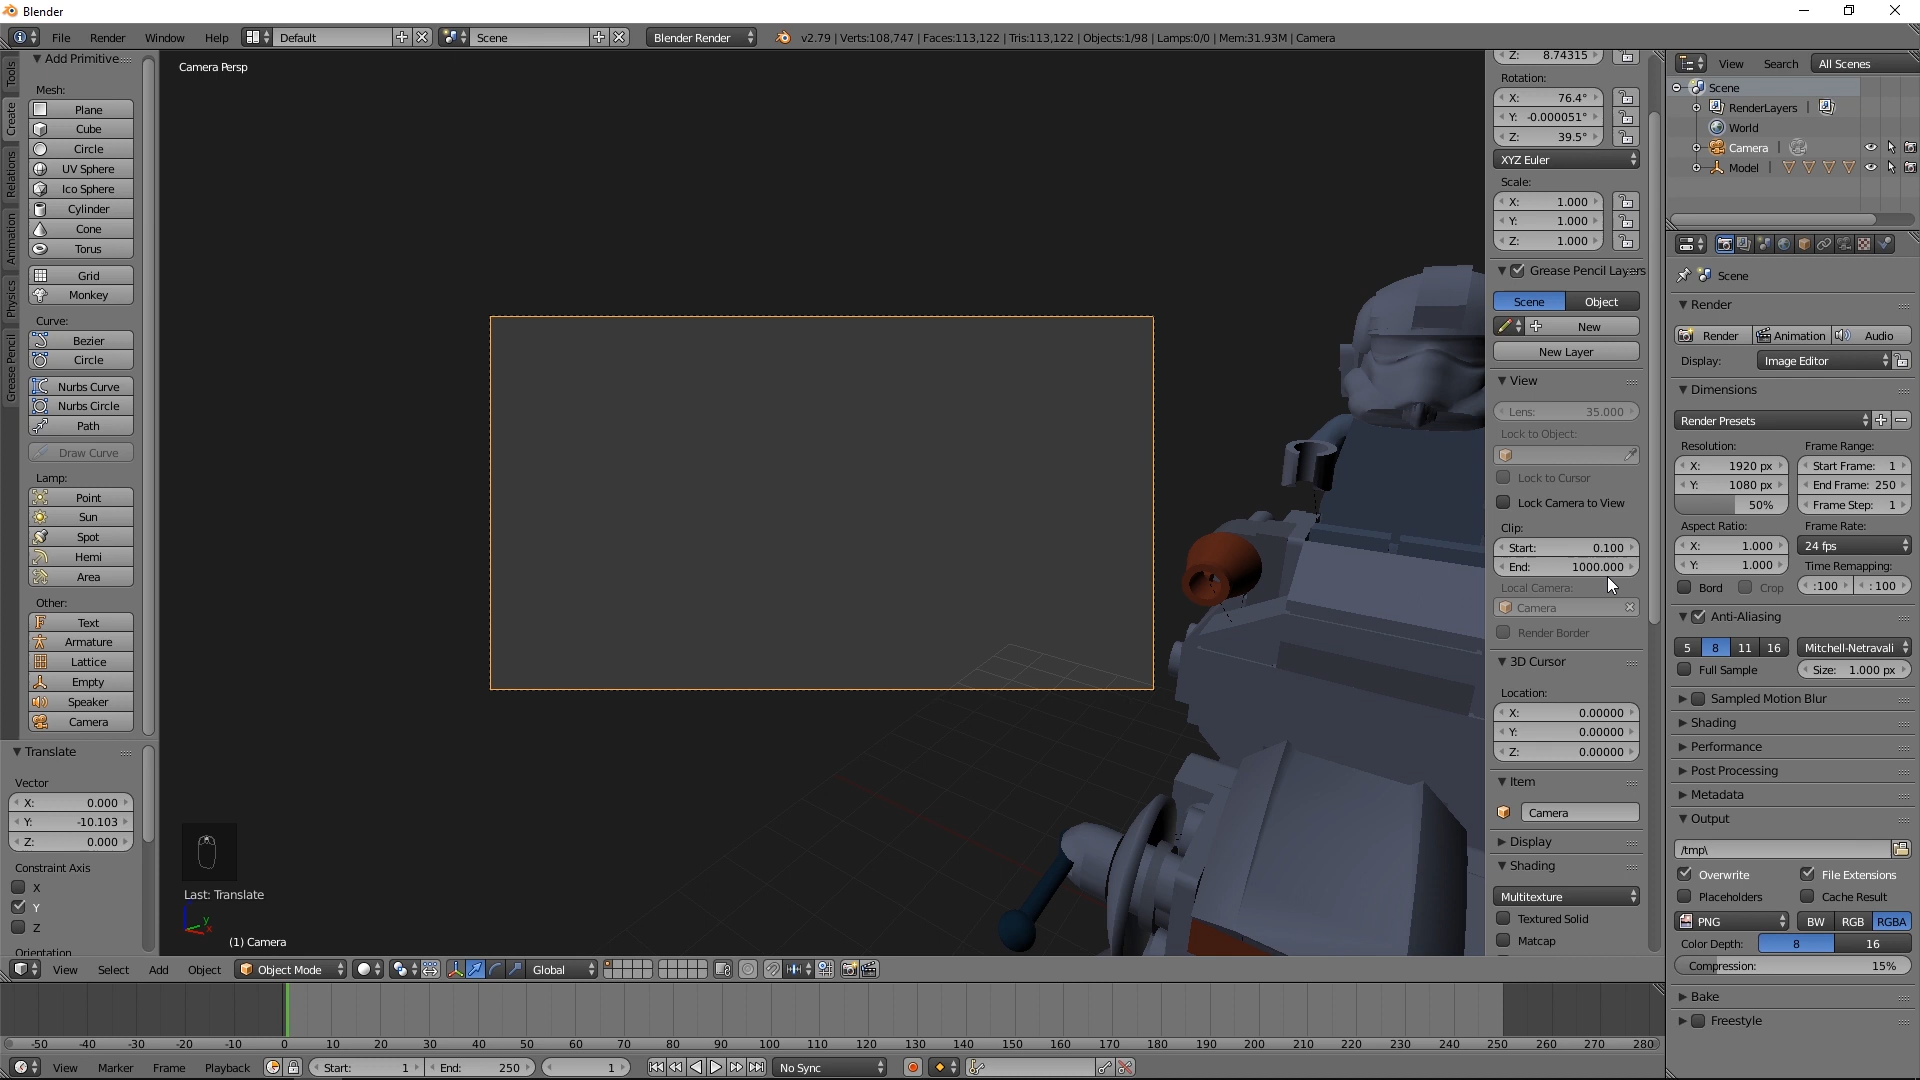 Blender
File Render Window Help Default Scene Blender Render v2.79 | Verts:108,747 | Faces:113,122 | Tris:113,122 | Objects:1/98 | Lamps:0/0 | Mem:31.93M | Camera
Tools
Create
Relations
Animation
Physics
Grease Pencil
Add Primitive
Mesh:
Plane
Cube
Circle
UV Sphere
Ico Sphere
Cylinder
Cone
Torus
Grid
Monkey
Curve:
Bezier
Circle
Nurbs Curve
Nurbs Circle
Path
Draw Curve
Lamp:
Point
Sun
Spot
Hemi
Area
Other:
Text
Armature
Lattice
Empty
Speaker
Camera
Translate
Vector
X: 0.000
Y: -10.103
Z: 0.000
Constraint Axis
X
Y
Z
Orientation
Camera Persp
Last: Translate
y
x
(1) Camera
Z: 8.74315
Rotation:
X: 76.4°
Y: -0.000051°
Z: 39.5°
XYZ Euler
Scale:
X: 1.000
Y: 1.000
Z: 1.000
Grease Pencil Layers
Scene Object
New
New Layer
View
Lens: 35.000
Lock to Object:
Lock to Cursor
Lock Camera to View
Clip:
Start: 0.100
End: 1000.000
Local Camera:
Camera
Render Border
3D Cursor
Location:
X: 0.00000
Y: 0.00000
Z: 0.00000
Item
Camera
Display
Shading
Multitexture
Textured Solid
Matcap
View Search All Scenes
Scene
RenderLayers
World
Camera
Model
Scene
Render
Render Animation Audio
Display: Image Editor
Dimensions
Render Presets
Resolution: Frame Range:
X: 1920 px Start Frame: 1
Y: 1080 px End Frame: 250
50% Frame Step: 1
Aspect Ratio: Frame Rate:
X: 1.000 24 fps
Y: 1.000 Time Remapping:
Bord Crop :100 : 100
Anti-Aliasing
5 8 11 16 Mitchell-Netravali
Full Sample Size: 1.000 px
Sampled Motion Blur
Shading
Performance
Post Processing
Metadata
Output
/tmp\
Overwrite File Extensions
Placeholders Cache Result
PNG BW RGB RGBA
Color Depth: 8 16
Compression: 15%
Bake
Freestyle
View Select Add Object Object Mode Global
-50 -40 -30 -20 -10 0 10 20 30 40 50 60 70 80 90 100 110 120 130 140 150 160 170 180 190 200 210 220 230 240 250 260 270 280
View Marker Frame Playback Start: 1 End: 250 1 No Sync